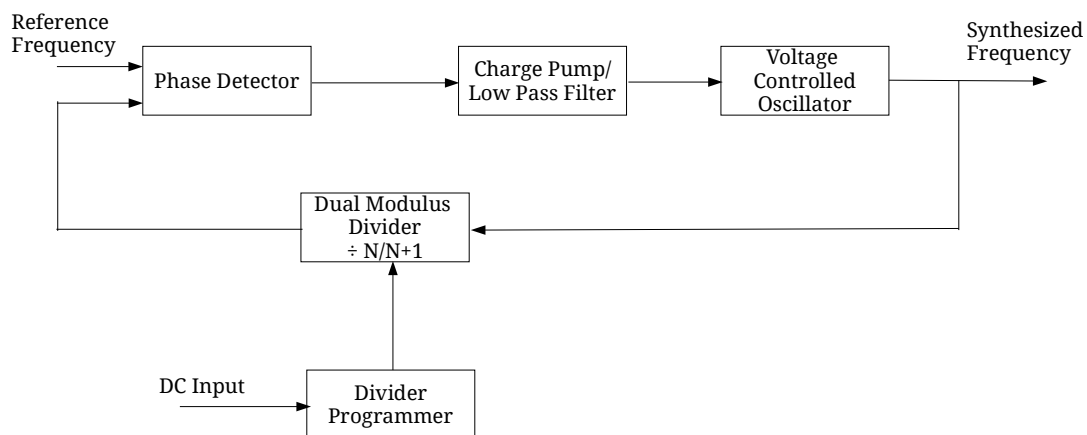 Reference
Frequency
Phase Detector
Charge Pump/
Low Pass Filter
Voltage
Controlled
Oscillator
Synthesized
Frequency
Dual Modulus
Divider
÷ N/N+1
DC Input
Divider
Programmer